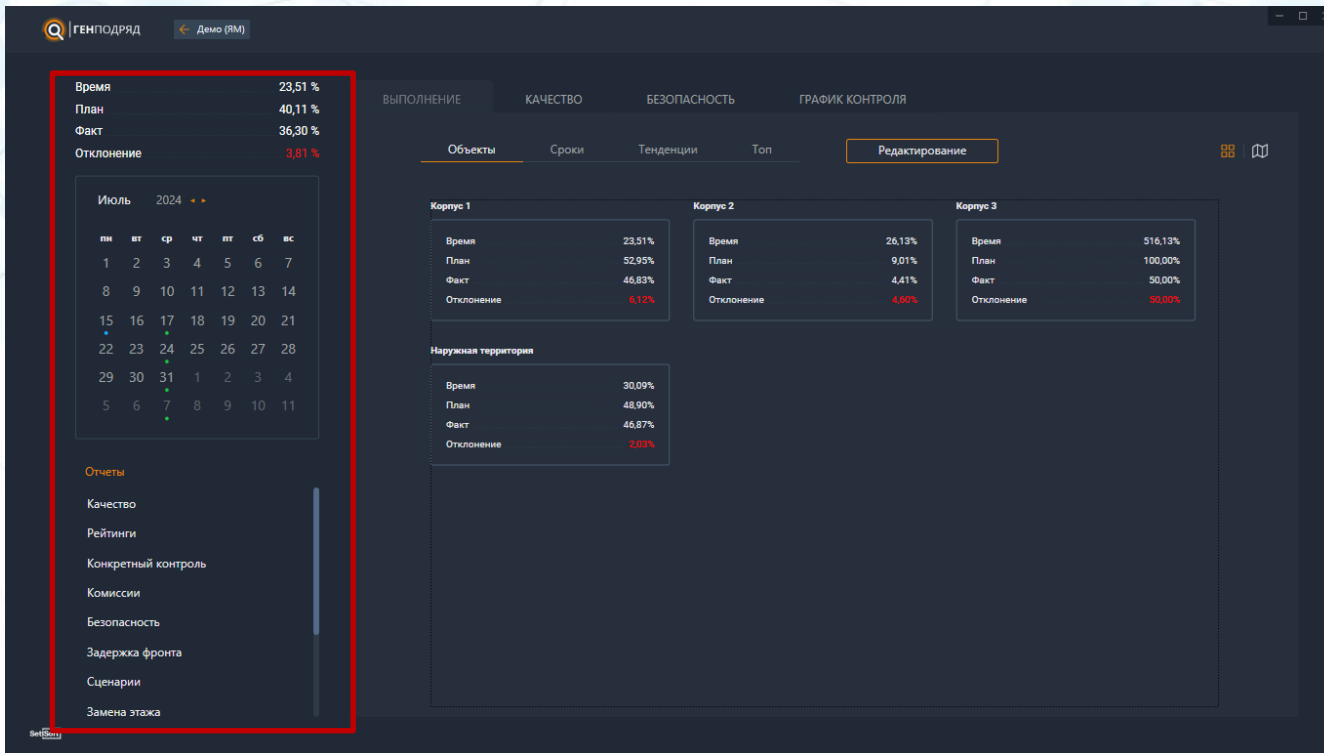 ГЕНПОДРЯД
← Демо (ЯМ)
Время 23,51 %
План 40,11 %
Факт 36,30 %
Отклонение 3,81 %
Июль 2024
пн вт ср чт пт сб вс
1 2 3 4 5 6 7
8 9 10 11 12 13 14
15 16 17 18 19 20 21
22 23 24 25 26 27 28
29 30 31 1 2 3 4
5 6 7 8 9 10 11
Отчеты
Качество
Рейтинги
Конкретный контроль
Комиссии
Безопасность
Задержка фронта
Сценарии
Замена этажа
SetlSoft
ВЫПОЛНЕНИЕ КАЧЕСТВО БЕЗОПАСНОСТЬ ГРАФИК КОНТРОЛЯ
Объекты Сроки Тенденции Топ Редактирование
Корпус 1
Время 23,51%
План 52,95%
Факт 46,83%
Отклонение 6,12%
Корпус 2
Время 26,13%
План 9,01%
Факт 4,41%
Отклонение 4,60%
Корпус 3
Время 516,13%
План 100,00%
Факт 50,00%
Отклонение 50,00%
Наружная территория
Время 30,09%
План 48,90%
Факт 46,87%
Отклонение 2,03%